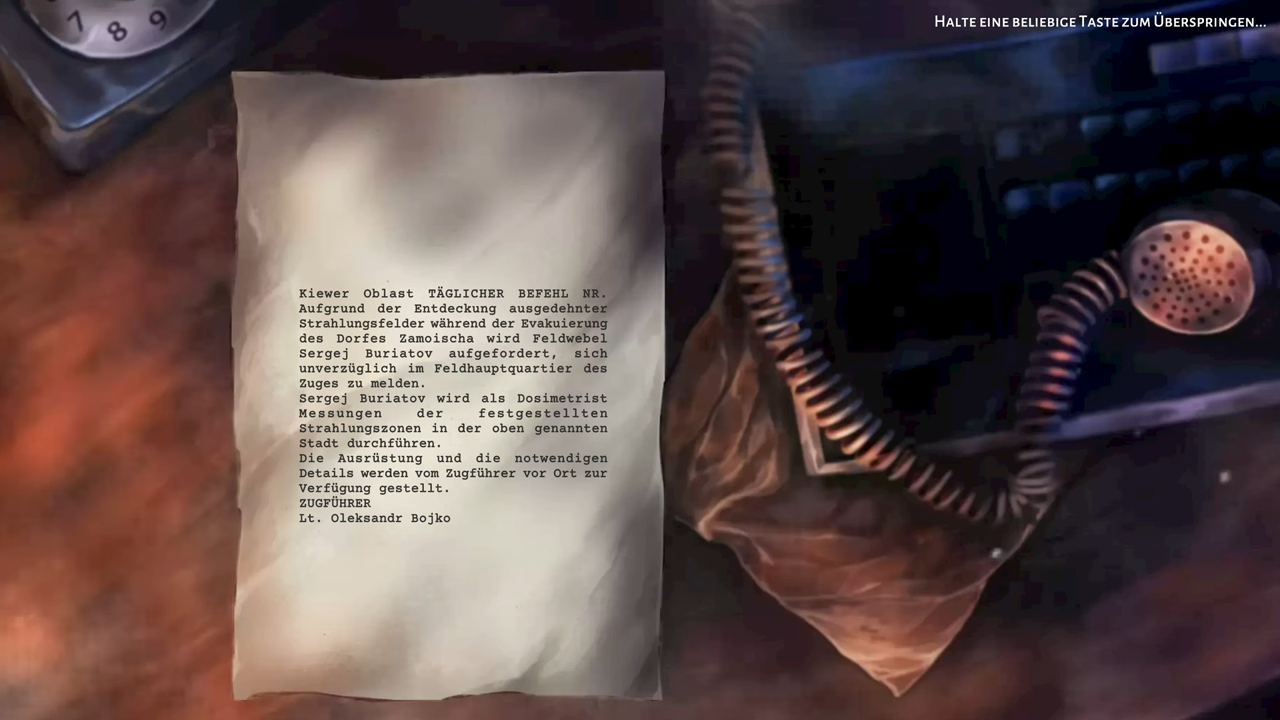 7 8 9
Halte eine beliebige Taste zum Überspringen...
Kiewer Oblast TÄGLICHER BEFEHL NR.
Aufgrund der Entdeckung ausgedehnter
Strahlungsfelder während der Evakuierung
des Dorfes Zamoischa wird Feldwebel
Sergej Buriatov aufgefordert, sich
unverzüglich im Feldhauptquartier des
Zuges zu melden.
Sergej Buriatov wird als Dosimetrist
Messungen der festgestellten
Strahlungszonen in der oben genannten
Stadt durchführen.
Die Ausrüstung und die notwendigen
Details werden vom Zugführer vor Ort zur
Verfügung gestellt.
ZUGFÜHRER
Lt. Oleksandr Bojko